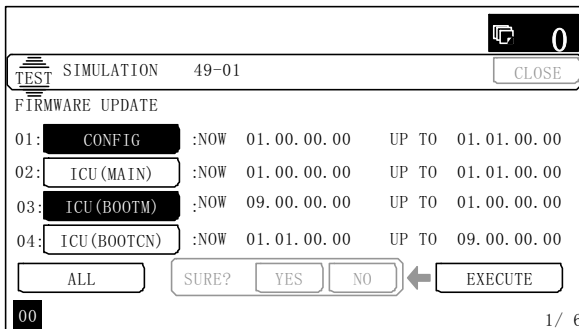 0
TEST SIMULATION 49-01 CLOSE
FIRMWARE UPDATE
01: CONFIG :NOW 01.00.00.00 UP TO 01.01.00.00
02: ICU(MAIN) :NOW 01.00.00.00 UP TO 01.01.00.00
03: ICU(BOOTM) :NOW 09.00.00.00 UP TO 01.00.00.00
04: ICU(BOOTCN) :NOW 01.01.00.00 UP TO 09.00.00.00
ALL SURE? YES NO EXECUTE
00 1/ 6